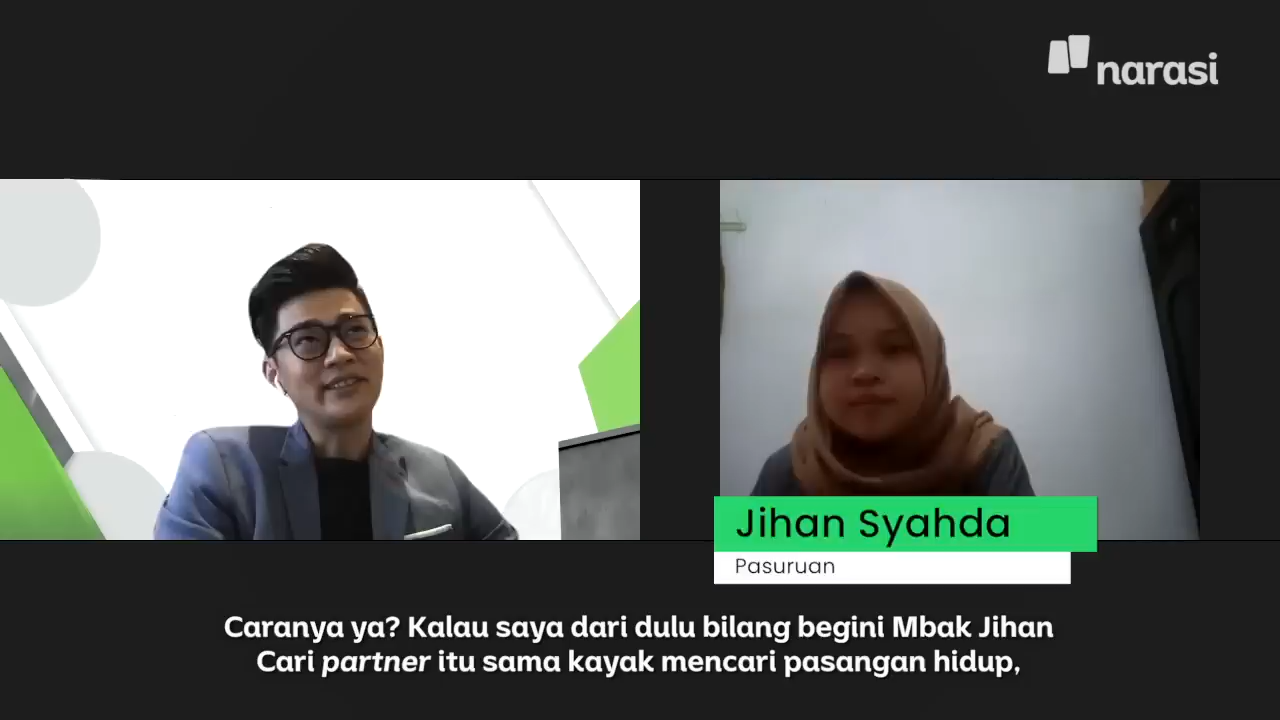 narasi
Jihan Syahda
Pasuruan
Caranya ya? Kalau saya dari dulu bilang begini Mbak Jihan
Cari partner itu sama kayak mencari pasangan hidup,